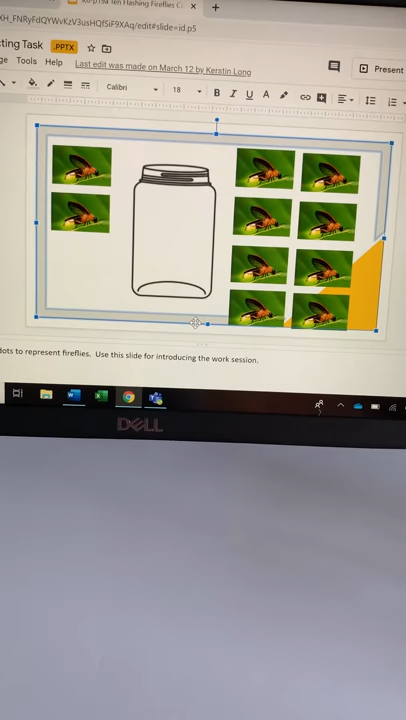 Ten Flashing Fireflies C
XH_FNRyFdQYWvKzV3usHQfSiF9XAq/edit#slide=id.p5
ting Task .PPTX
ge Tools Help Last edit was made on March 12 by Kerstin Long
Present
Calibri 18 B I U A
dots to represent fireflies. Use this slide for introducing the work session.
DELL